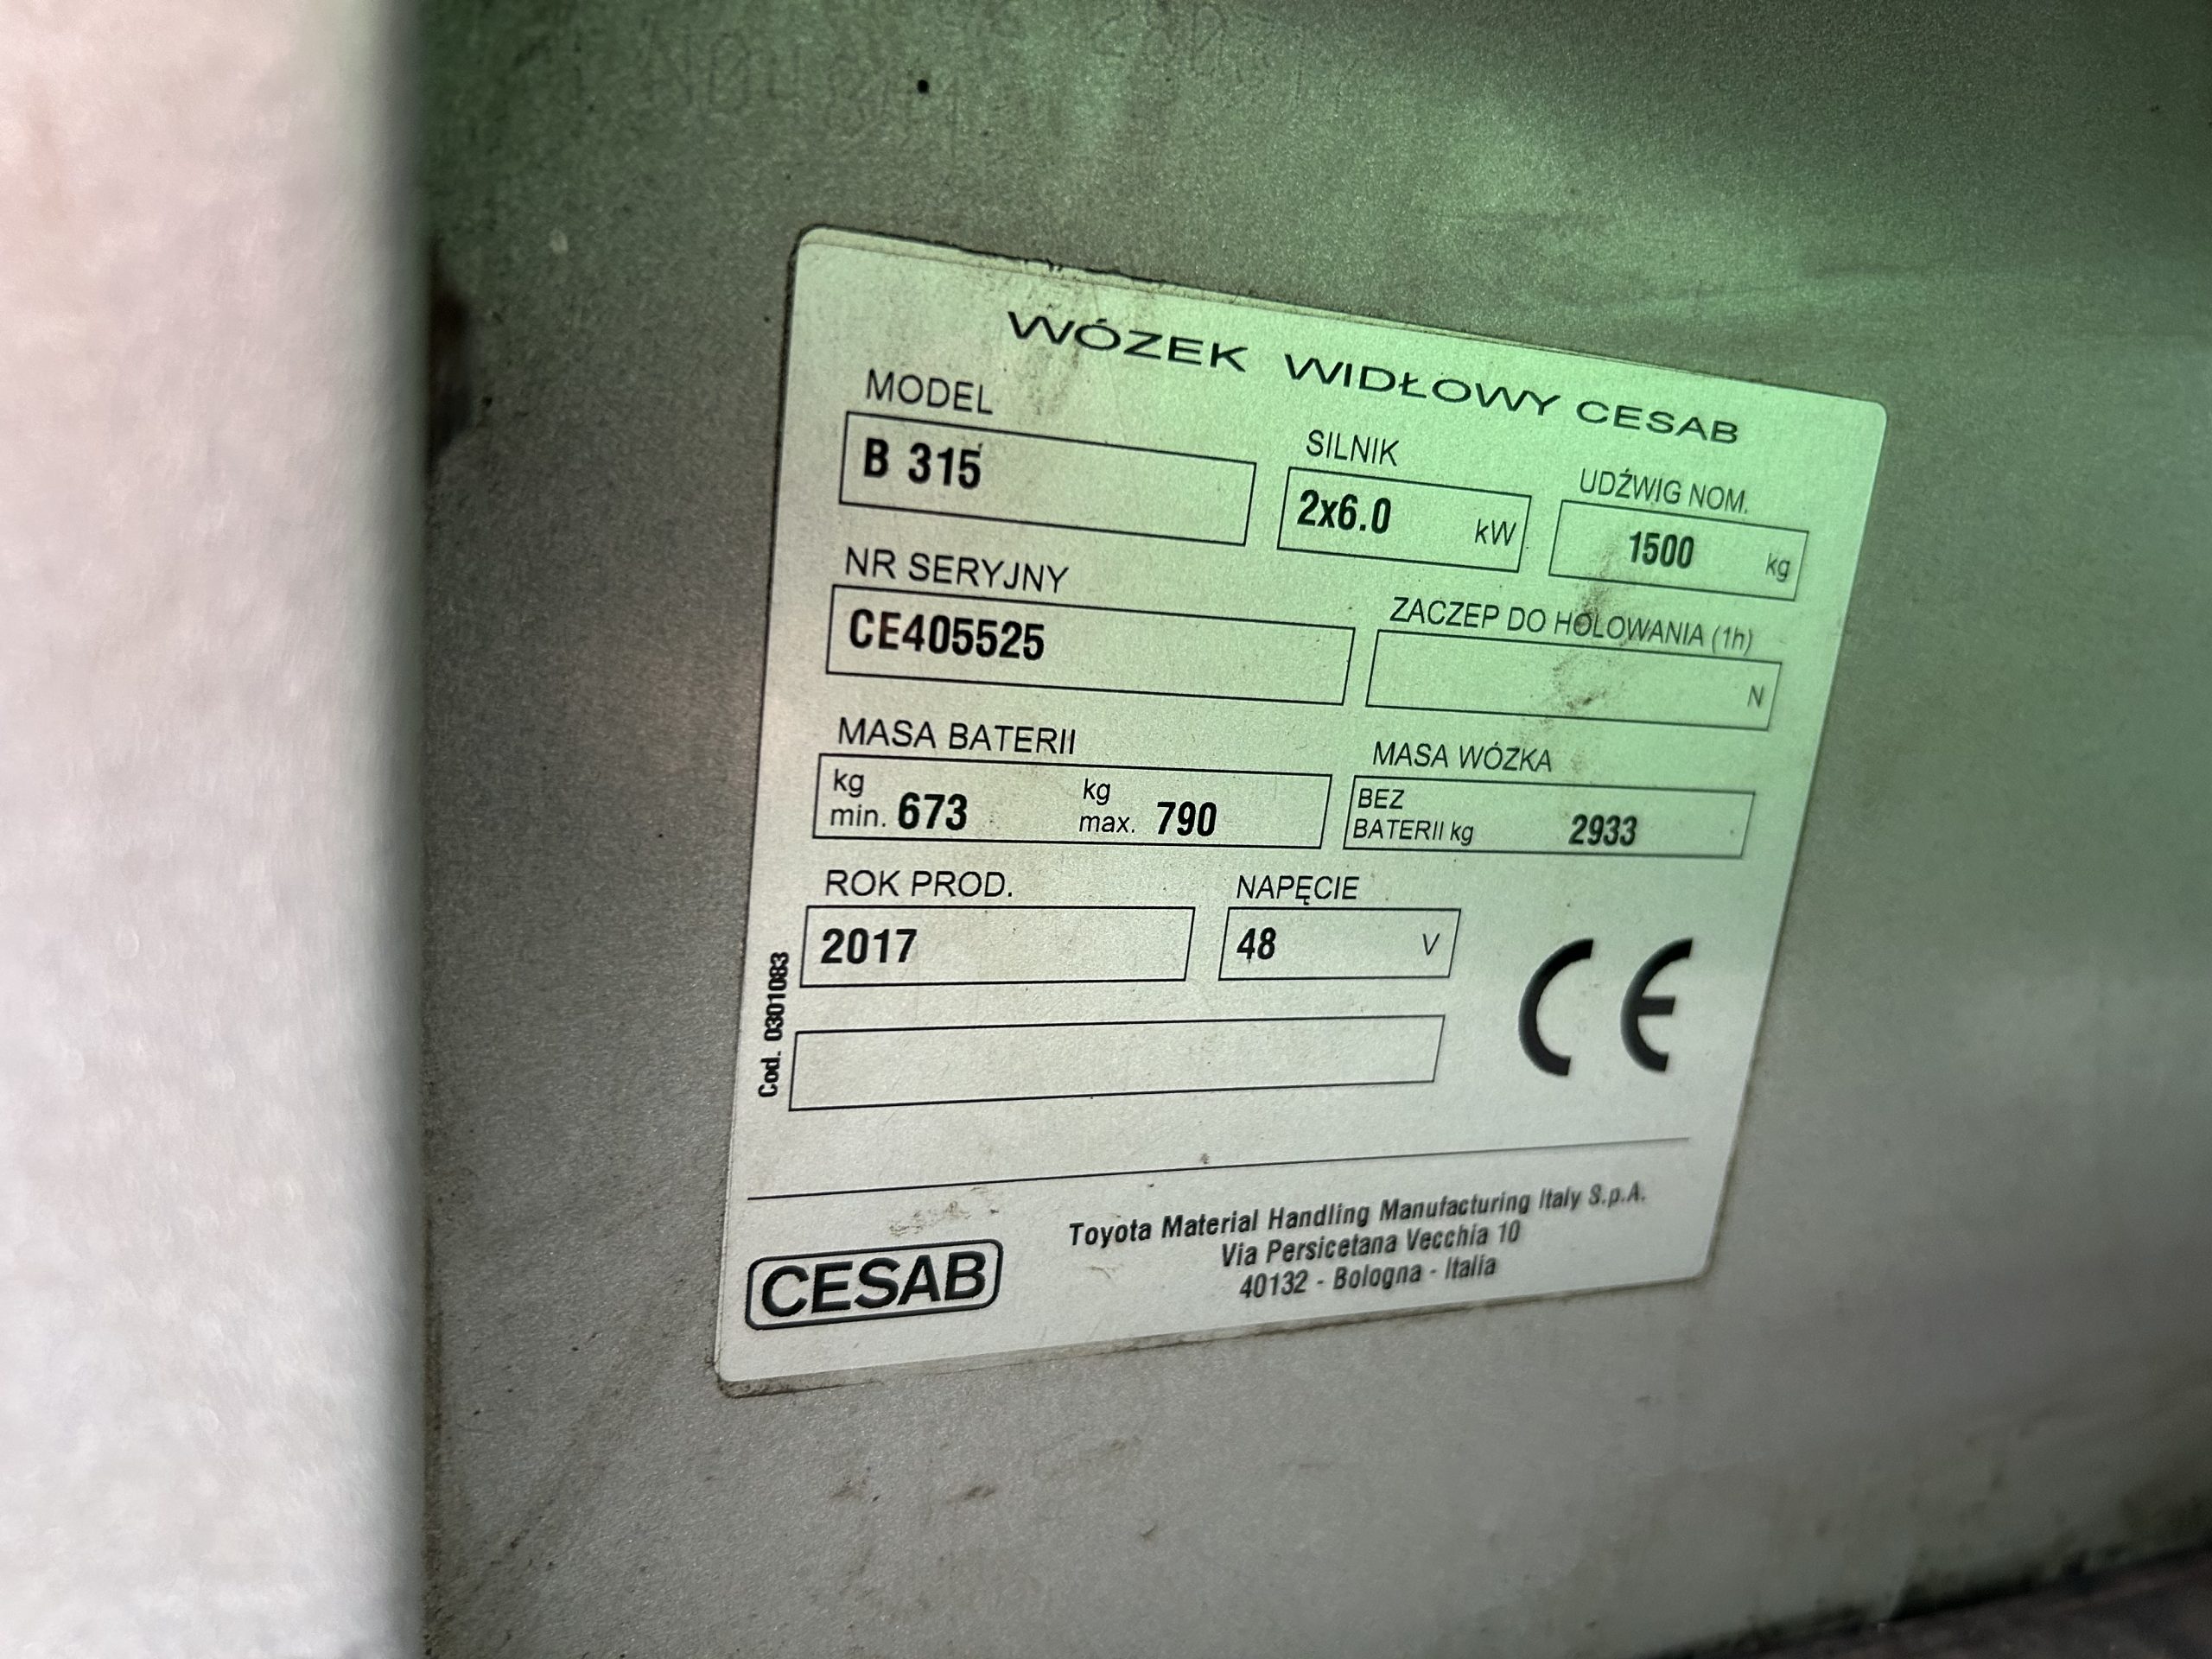 WÓZEK WIDŁOWY CESAB
MODEL
B 315
SILNIK
2x6.0 kW
UDŹWIG NOM.
1500 kg
NR SERYJNY
CE405525
ZACZEP DO HOLOWANIA (1h)
N
MASA BATERII
kg min. 673 kg max. 790
MASA WÓZKA
BEZ
BATERII kg 2933
ROK PROD.
2017
NAPĘCIE
48 V
CE
Cod. 0301083
CESAB
Toyota Material Handling Manufacturing Italy S.p.A.
Via Persicetana Vecchia 10
40132 - Bologna - Italia